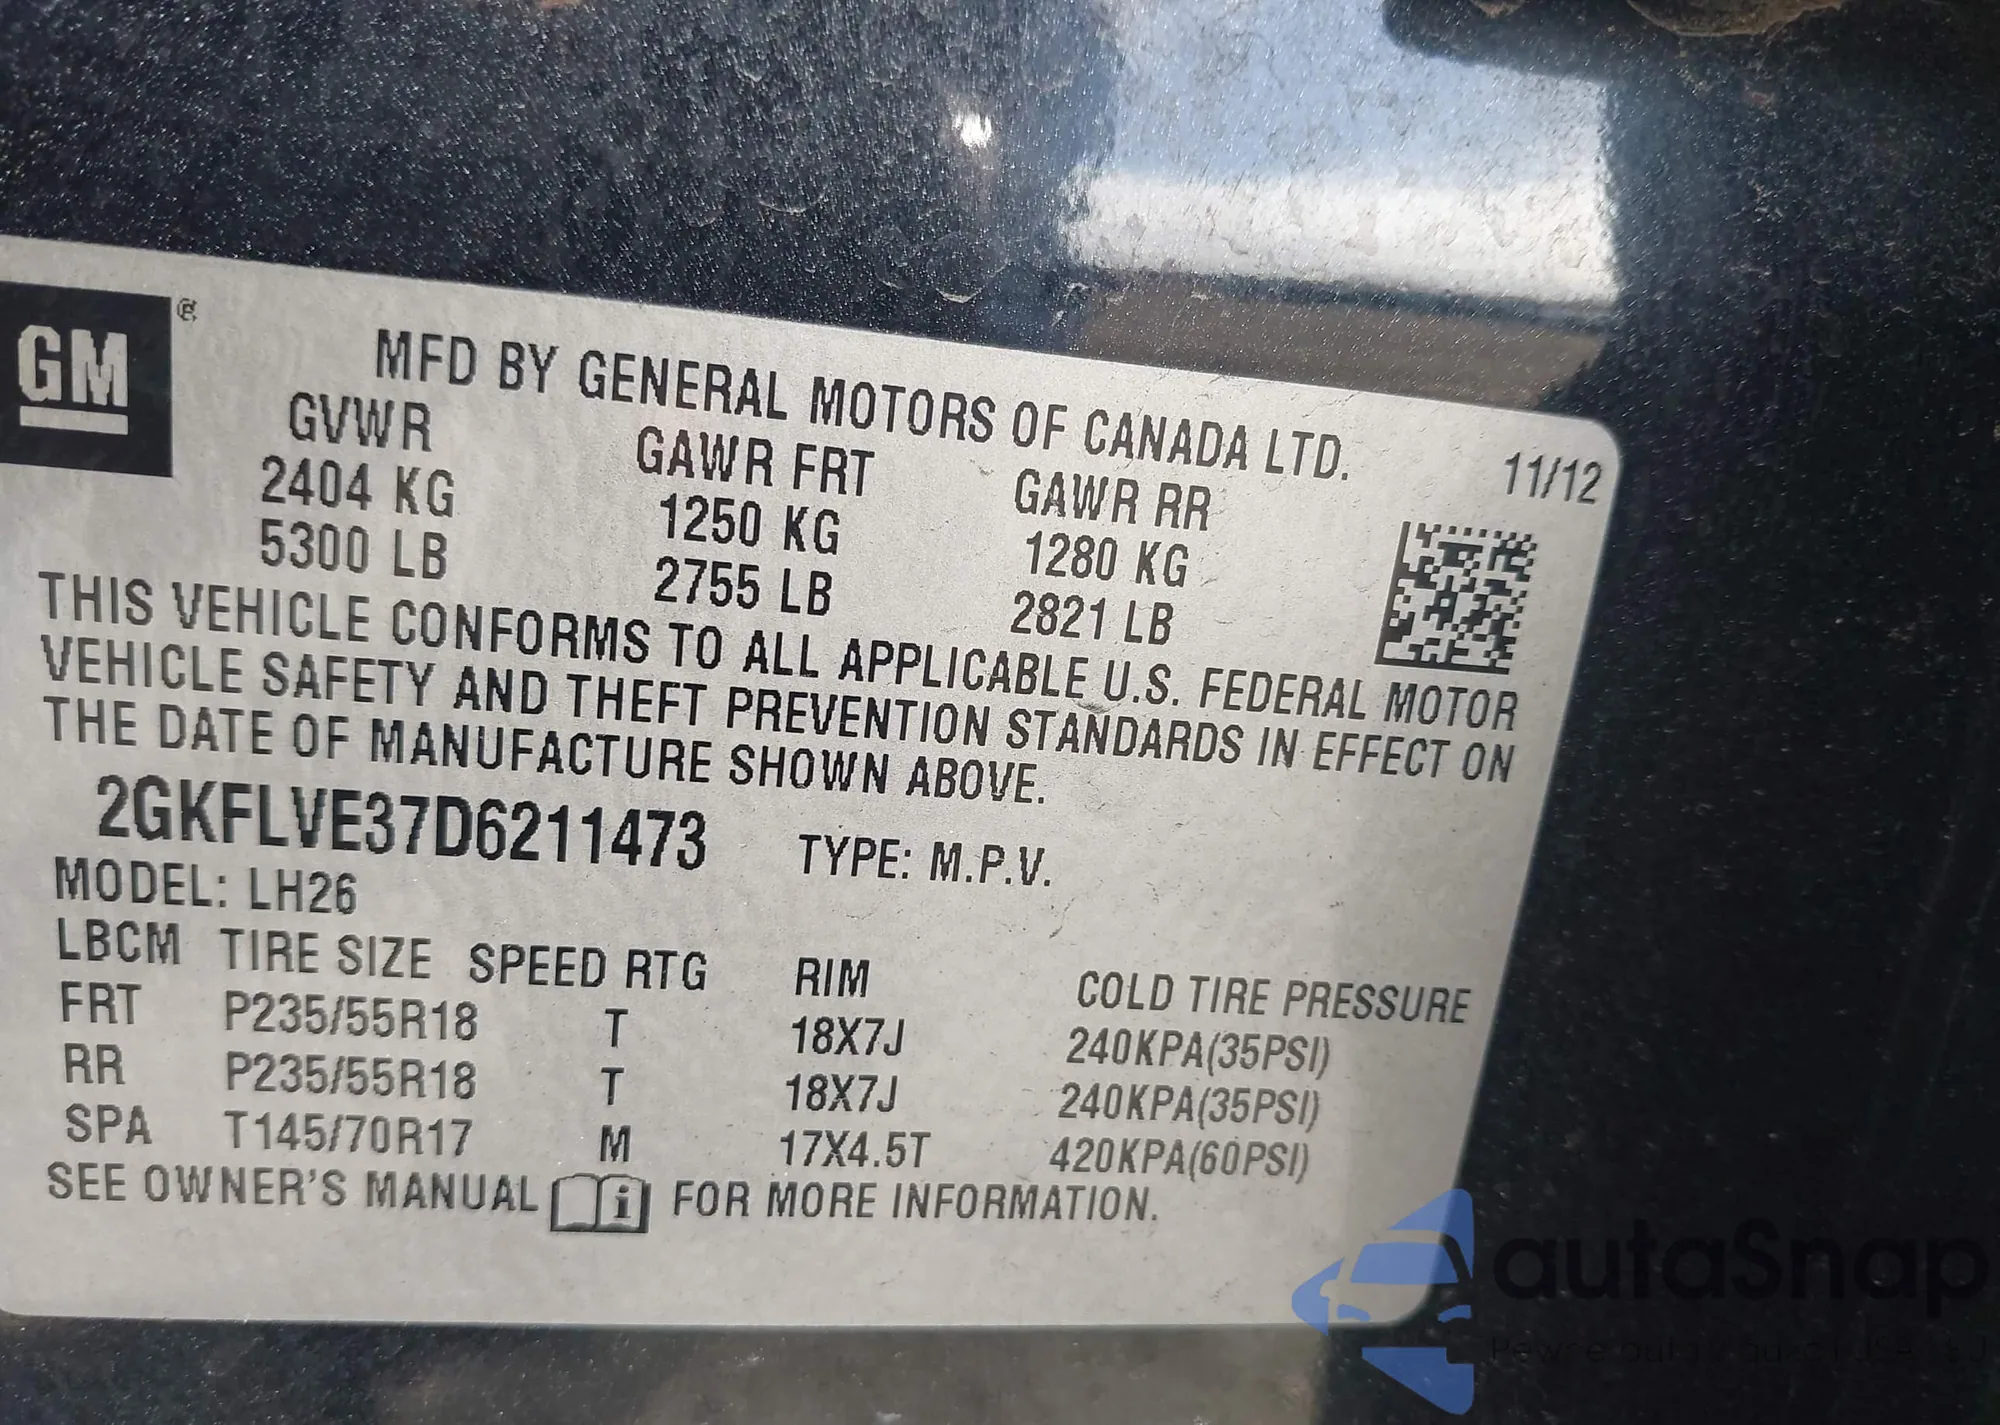 GM ®
MFD BY GENERAL MOTORS OF CANADA LTD.
11/12
GVWR GAWR FRT GAWR RR
2404 KG 1250 KG 1280 KG
5300 LB 2755 LB 2821 LB
THIS VEHICLE CONFORMS TO ALL APPLICABLE U.S. FEDERAL MOTOR
VEHICLE SAFETY AND THEFT PREVENTION STANDARDS IN EFFECT ON
THE DATE OF MANUFACTURE SHOWN ABOVE.
2GKFLVE37D6211473 TYPE: M.P.V.
MODEL: LH26
LBCM TIRE SIZE SPEED RTG RIM COLD TIRE PRESSURE
FRT P235/55R18 T 18X7J 240KPA(35PSI)
RR P235/55R18 T 18X7J 240KPA(35PSI)
SPA T145/70R17 M 17X4.5T 420KPA(60PSI)
SEE OWNER'S MANUAL i FOR MORE INFORMATION.
autaSnap
Pewne auta